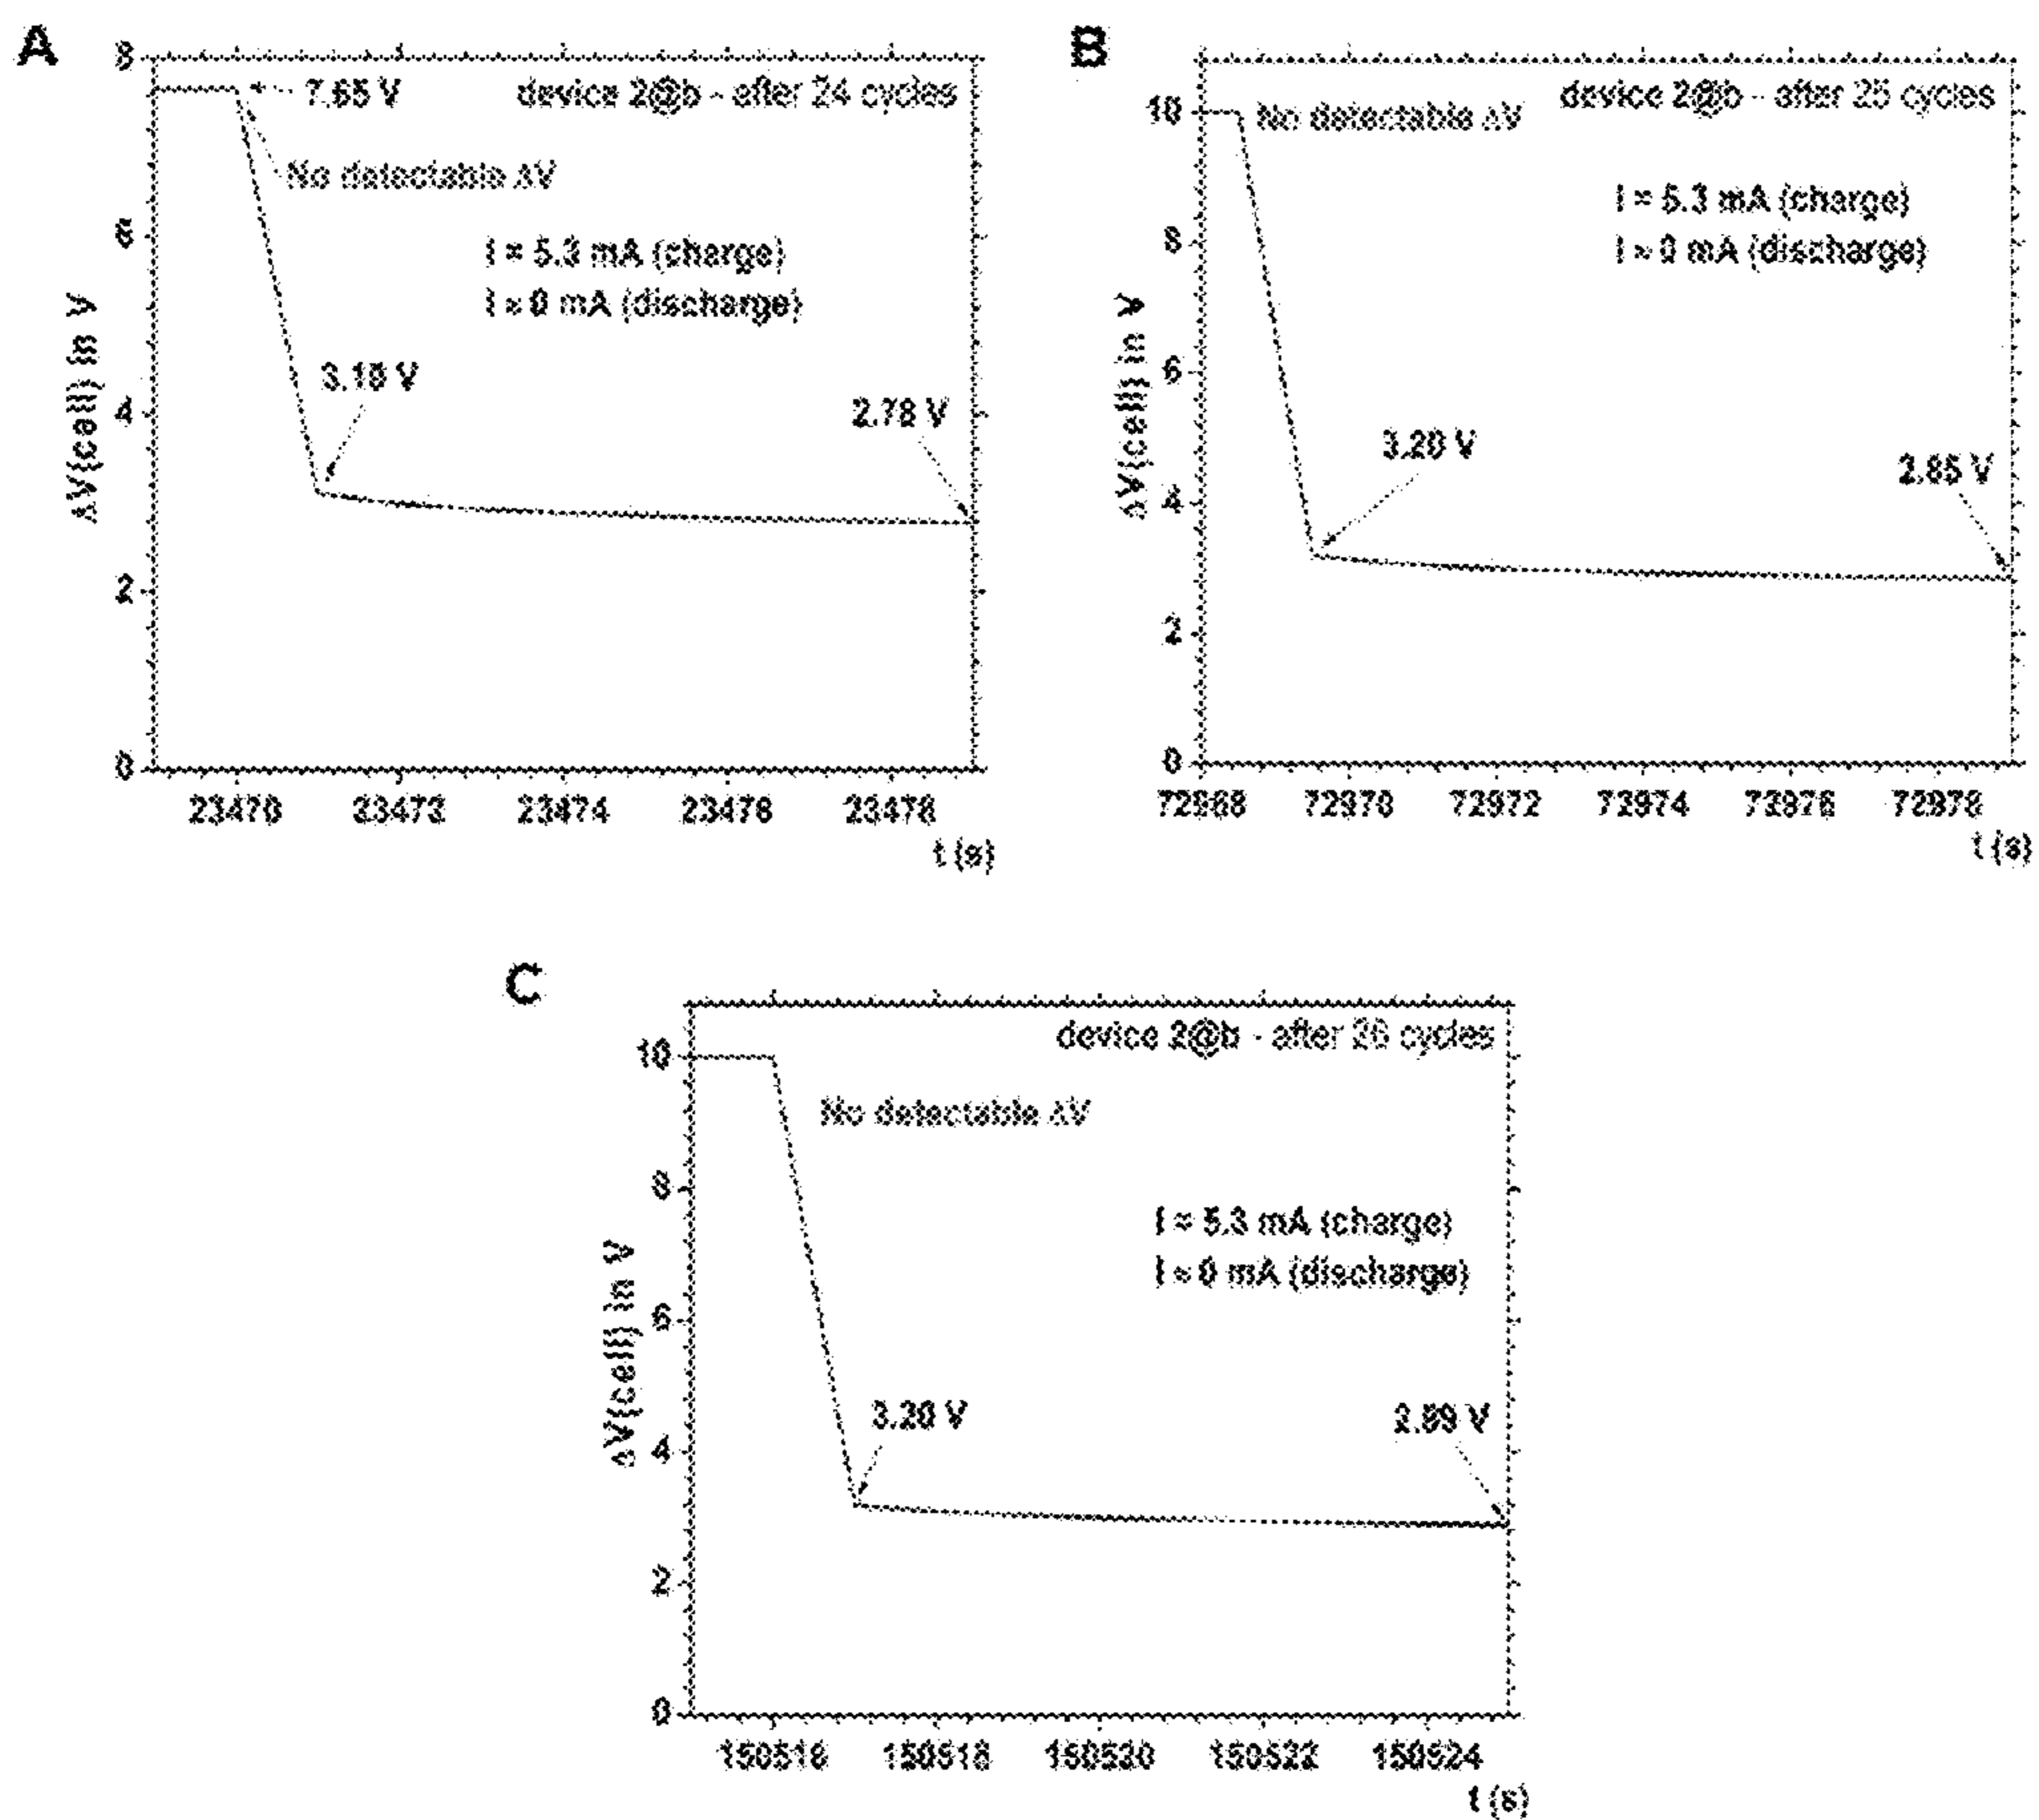 A
8
7.65 V
device 2@b - after 24 cycles
No detectable ΔV
6
I = 5.3 mA (charge)
I = 0 mA (discharge)
ΔV(cell) in V
4
2.78 V
2
0
23470
23474
23476
23478
t (s)
B
10
No detectable ΔV
device 2@b - after 25 cycles
I = 5.3 mA (charge)
I = 0 mA (discharge)
8
ΔV(cell) in V
6
3.20 V
4
2.85 V
2
0
72968
72970
72972
72974
72976
72978
t (s)
C
device 2@b - after 26 cycles
10
No detectable ΔV
8
I = 5.3 mA (charge)
I = 0 mA (discharge)
ΔV(cell) in V
6
3.20 V
2.89 V
4
2
0
150516
150518
150520
150522
150524
t (s)